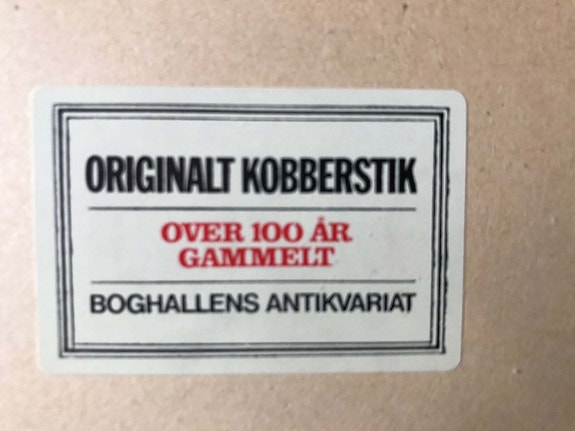 ORIGINALT KOBBERSTIK
OVER 100 ÅR
GAMMELT
BOGHALLENS ANTIKVARIAT